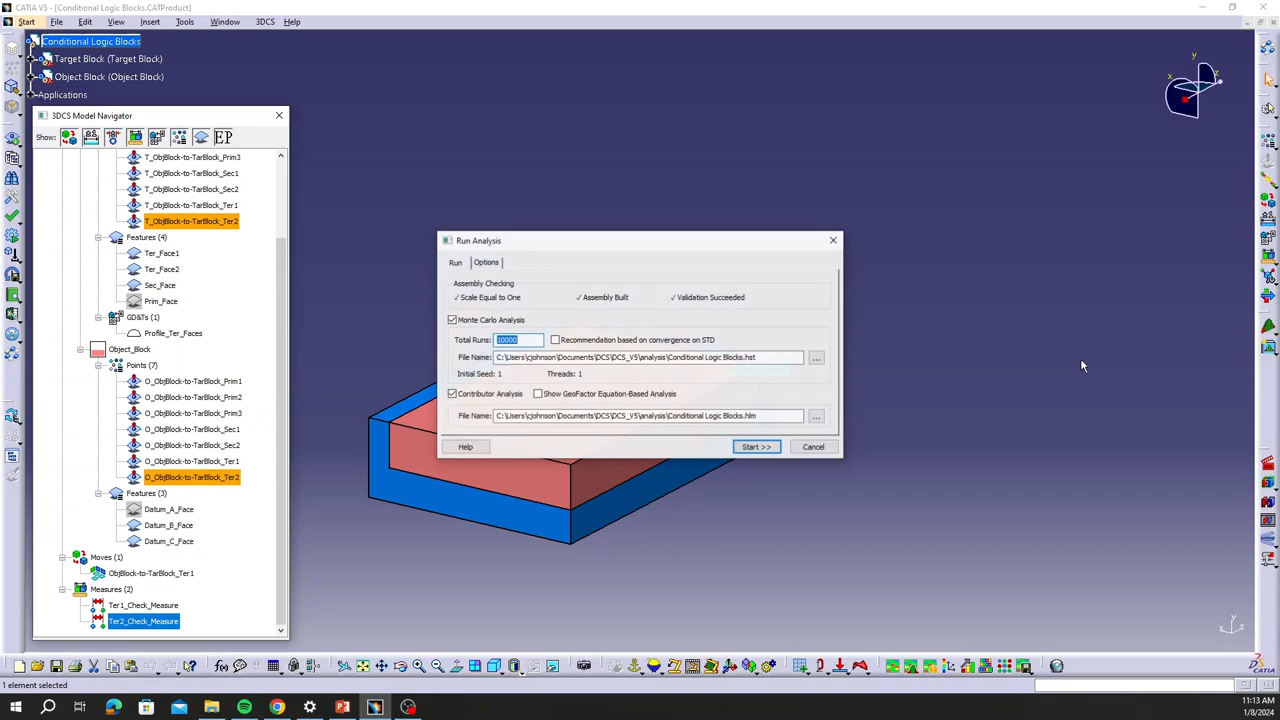 CATIA V5 - [Conditional Logic Blocks.CATProduct]
Start File Edit View Insert Tools Window 3DCS Help
Conditional Logic Blocks
Target Block (Target Block)
Object Block (Object Block)
Applications
3DCS Model Navigator
Show: EP
T_ObjBlock-to-TarBlock_Prim3
T_ObjBlock-to-TarBlock_Sec1
T_ObjBlock-to-TarBlock_Sec2
T_ObjBlock-to-TarBlock_Ter1
T_ObjBlock-to-TarBlock_Ter2
Features (4)
Ter_Face1
Ter_Face2
Sec_Face
Prim_Face
GD&Ts (1)
Profile_Ter_Faces
Object_Block
Points (7)
O_ObjBlock-to-TarBlock_Prim1
O_ObjBlock-to-TarBlock_Prim2
O_ObjBlock-to-TarBlock_Prim3
O_ObjBlock-to-TarBlock_Sec1
O_ObjBlock-to-TarBlock_Sec2
O_ObjBlock-to-TarBlock_Ter1
O_ObjBlock-to-TarBlock_Ter2
Features (3)
Datum_A_Face
Datum_B_Face
Datum_C_Face
Moves (1)
ObjBlock-to-TarBlock_Ter1
Measures (2)
Ter1_Check_Measure
Ter2_Check_Measure
Run Analysis
Run Options
Assembly Checking
✓ Scale Equal to One ✓ Assembly Built ✓ Validation Succeeded
Monte Carlo Analysis
Total Runs: 10000 Recommendation based on convergence on STD
File Name: C:\Users\cjohnson\Documents\DCS\DCS_V5\analysis\Conditional Logic Blocks.hst ...
Initial Seed: 1 Threads: 1
Contributor Analysis Show GeoFactor Equation-Based Analysis
File Name: C:\Users\cjohnson\Documents\DCS\DCS_V5\analysis\Conditional Logic Blocks.hlm ...
Help Start >> Cancel
y
x
z
y
x z
f(x)
CATIA
1 element selected
11:13 AM
1/8/2024